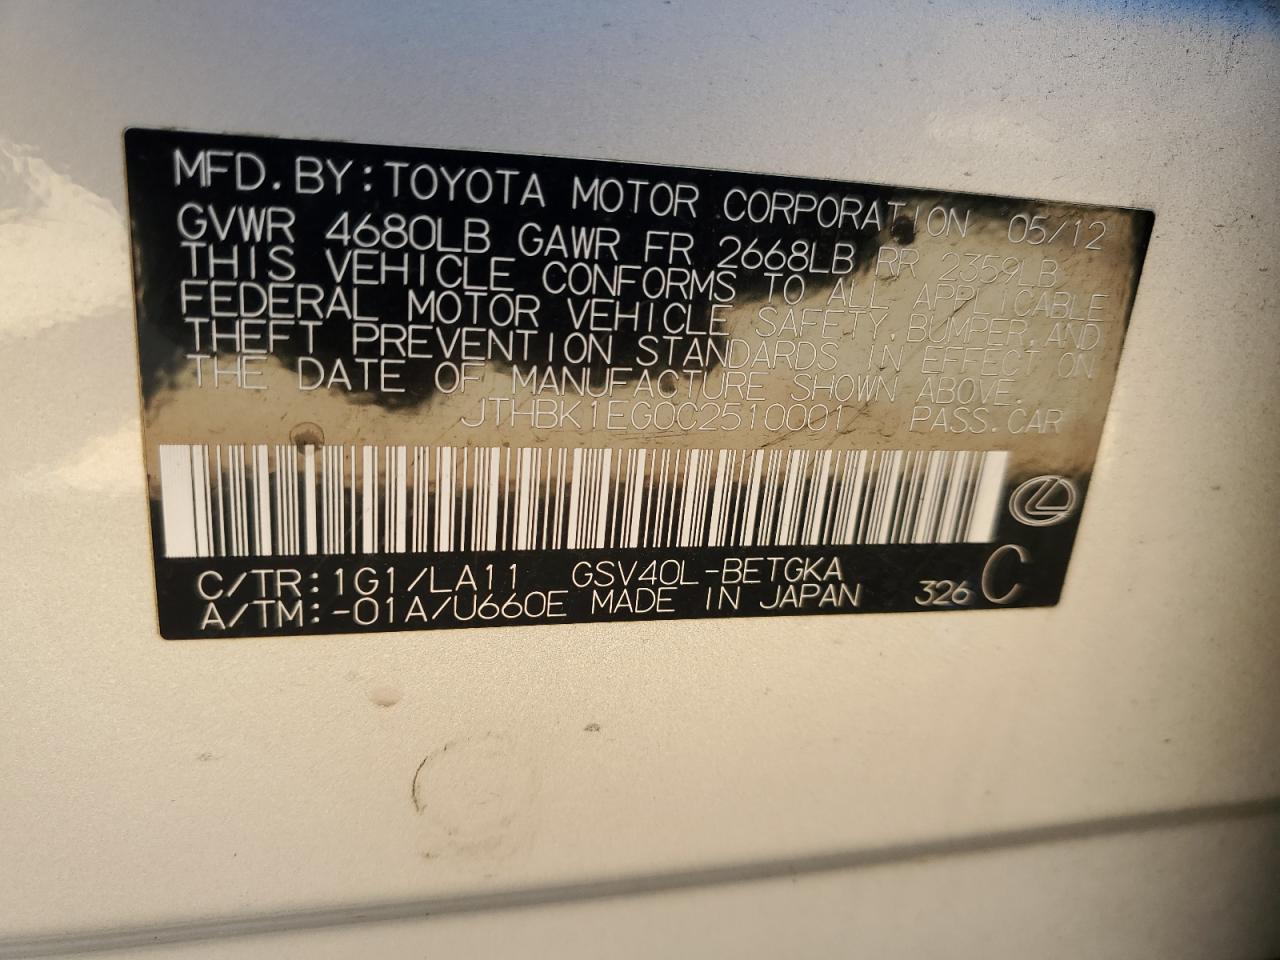 MFD.BY:TOYOTA MOTOR CORPORATION 05/12
GVWR 4680LB GAWR FR 2668LB RR 2359LB
THIS VEHICLE CONFORMS TO ALL APPLICABLE
FEDERAL MOTOR VEHICLE SAFETY,BUMPER,AND
THEFT PREVENTION STANDARDS IN EFFECT ON
THE DATE OF MANUFACTURE SHOWN ABOVE.
JTHBK1EG0C2510001 PASS.CAR
C/TR:1G1/LA11 GSV40L-BETGKA
A/TM:-01A/U660E MADE IN JAPAN 326 C